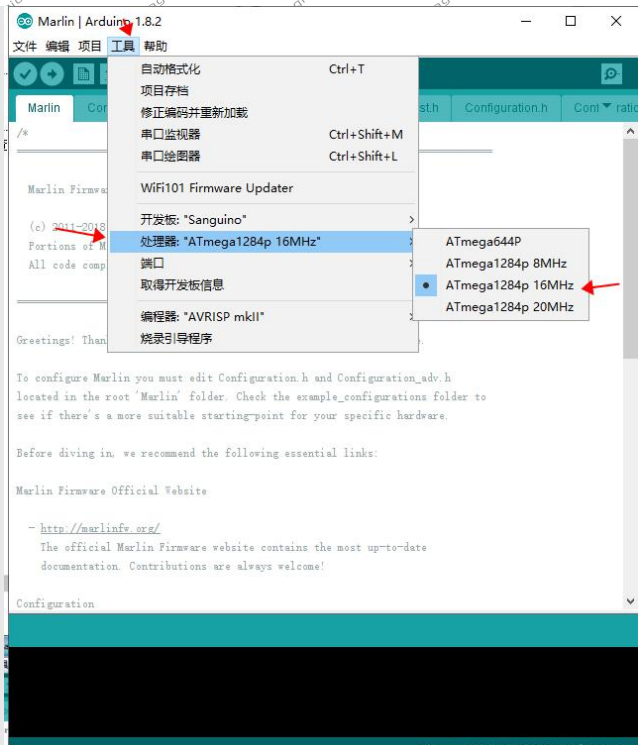 Marlin | Arduino 1.8.2
文件 编辑 项目 工具 帮助
自动格式化 Ctrl+T
项目存档
修正编码并重新加载
串口监视器 Ctrl+Shift+M
串口绘图器 Ctrl+Shift+L
WiFi101 Firmware Updater
开发板: "Sanguino"
处理器: "ATmega1284p 16MHz"
端口
取得开发板信息
编程器: "AVRISP mkII"
烧录引导程序
ATmega644P
ATmega1284p 8MHz
ATmega1284p 16MHz
ATmega1284p 20MHz
Marlin Con st.h Configuration.h Cont ratic
/*
Marlin Firmwa
(c) 2011-2018
Portions of M
All code comp
Greetings! Than e.
To configure Marlin you must edit Configuration.h and Configuration_adv.h
located in the root 'Marlin' folder. Check the example_configurations folder to
see if there's a more suitable starting-point for your specific hardware.
Before diving in, we recommend the following essential links:
Marlin Firmware Official Website
- http://marlinfw.org/
The official Marlin Firmware website contains the most up-to-date
documentation. Contributions are always welcome!
Configuration